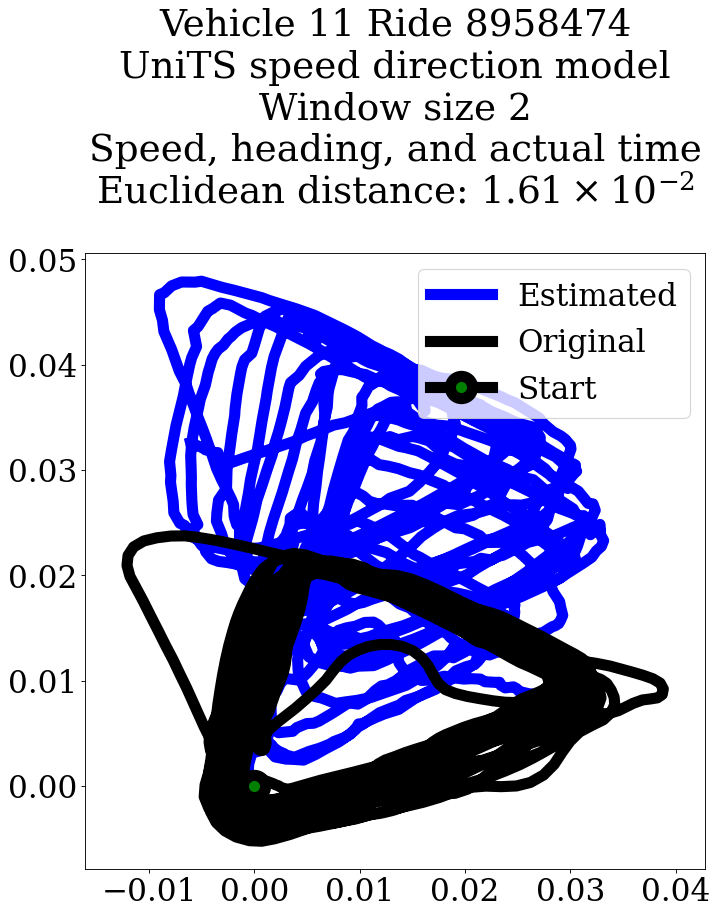 Vehicle 11 Ride 8958474
UniTS speed direction model
Window size 2
Speed, heading, and actual time
Euclidean distance: 1.61 × 10⁻²
0.05
0.04
0.03
0.02
0.01
0.00
Estimated
Original
Start
−0.01 0.00 0.01 0.02 0.03 0.04